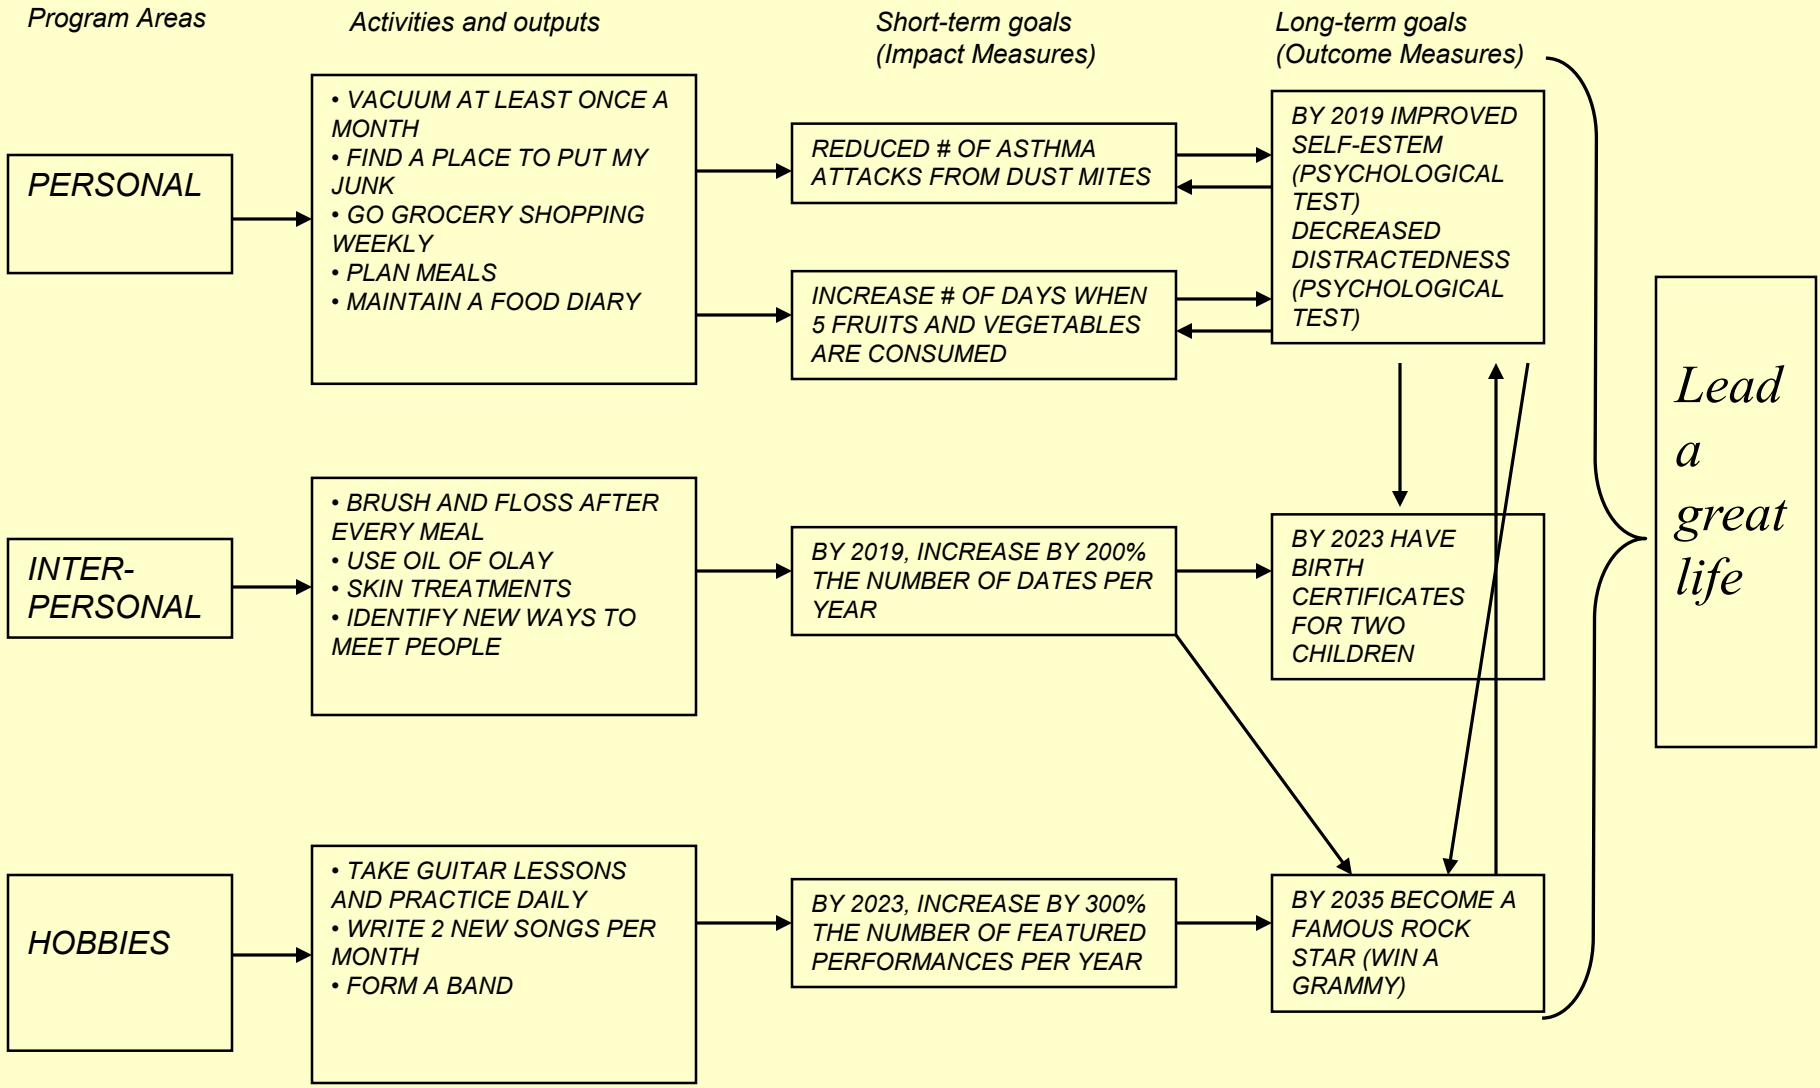 Program Areas
Activities and outputs
Short-term goals
(Impact Measures)
Long-term goals
(Outcome Measures)
PERSONAL
• VACUUM AT LEAST ONCE A
MONTH
• FIND A PLACE TO PUT MY
JUNK
• GO GROCERY SHOPPING
WEEKLY
• PLAN MEALS
• MAINTAIN A FOOD DIARY
REDUCED # OF ASTHMA
ATTACKS FROM DUST MITES
INCREASE # OF DAYS WHEN
5 FRUITS AND VEGETABLES
ARE CONSUMED
BY 2019 IMPROVED
SELF-ESTEM
(PSYCHOLOGICAL
TEST)
DECREASED
DISTRACTEDNESS
(PSYCHOLOGICAL
TEST)
INTER-
PERSONAL
• BRUSH AND FLOSS AFTER
EVERY MEAL
• USE OIL OF OLAY
• SKIN TREATMENTS
• IDENTIFY NEW WAYS TO
MEET PEOPLE
BY 2019, INCREASE BY 200%
THE NUMBER OF DATES PER
YEAR
BY 2023 HAVE
BIRTH
CERTIFICATES
FOR TWO
CHILDREN
HOBBIES
• TAKE GUITAR LESSONS
AND PRACTICE DAILY
• WRITE 2 NEW SONGS PER
MONTH
• FORM A BAND
BY 2023, INCREASE BY 300%
THE NUMBER OF FEATURED
PERFORMANCES PER YEAR
BY 2035 BECOME A
FAMOUS ROCK
STAR (WIN A
GRAMMY)
Lead
a
great
life